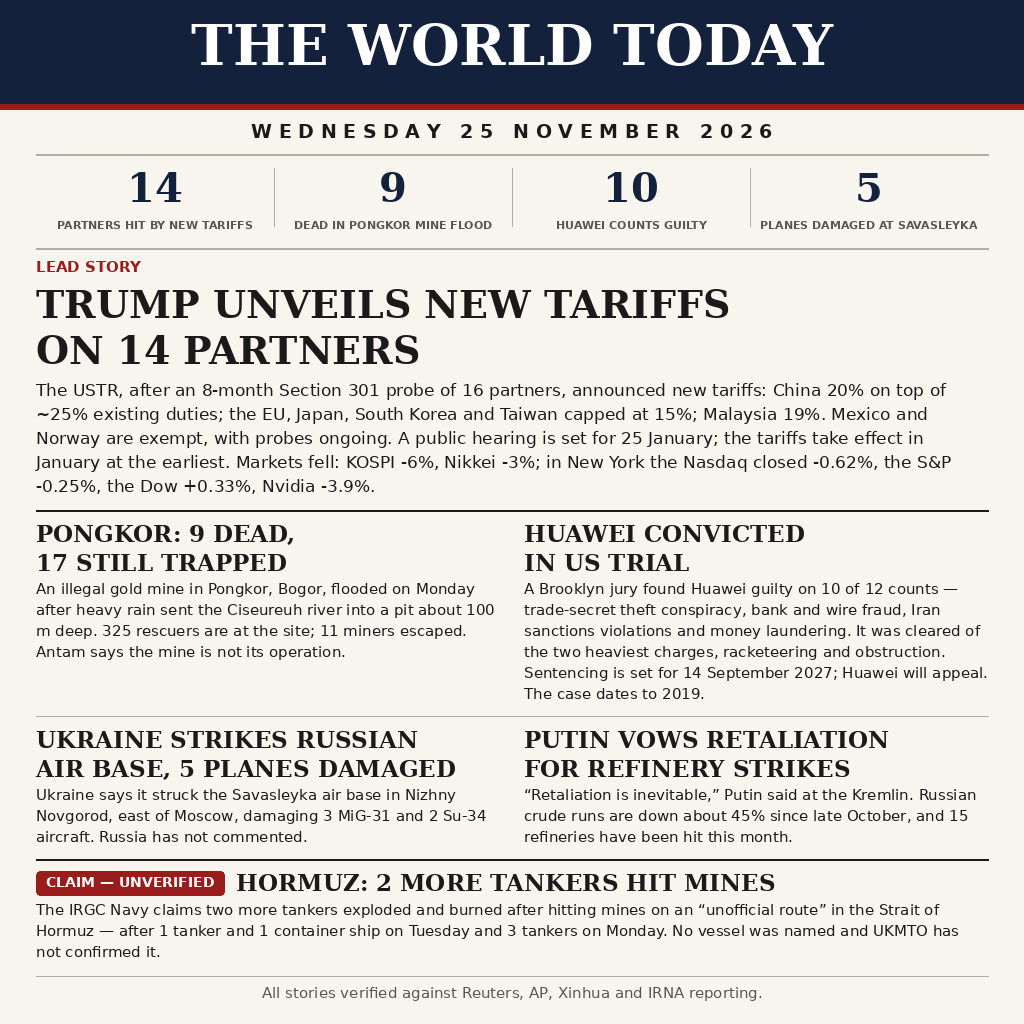 THE WORLD TODAY
WEDNESDAY 25 NOVEMBER 2026
14
PARTNERS HIT BY NEW TARIFFS
9
DEAD IN PONGKOR MINE FLOOD
10
HUAWEI COUNTS GUILTY
5
PLANES DAMAGED AT SAVASLEYKA
LEAD STORY
TRUMP UNVEILS NEW TARIFFS
ON 14 PARTNERS
The USTR, after an 8-month Section 301 probe of 16 partners, announced new tariffs: China 20% on top of
~25% existing duties; the EU, Japan, South Korea and Taiwan capped at 15%; Malaysia 19%. Mexico and
Norway are exempt, with probes ongoing. A public hearing is set for 25 January; the tariffs take effect in
January at the earliest. Markets fell: KOSPI -6%, Nikkei -3%; in New York the Nasdaq closed -0.62%, the S&P
-0.25%, the Dow +0.33%, Nvidia -3.9%.
PONGKOR: 9 DEAD,
17 STILL TRAPPED
An illegal gold mine in Pongkor, Bogor, flooded on Monday
after heavy rain sent the Ciseureuh river into a pit about 100
m deep. 325 rescuers are at the site; 11 miners escaped.
Antam says the mine is not its operation.
HUAWEI CONVICTED
IN US TRIAL
A Brooklyn jury found Huawei guilty on 10 of 12 counts —
trade-secret theft conspiracy, bank and wire fraud, Iran
sanctions violations and money laundering. It was cleared of
the two heaviest charges, racketeering and obstruction.
Sentencing is set for 14 September 2027; Huawei will appeal.
The case dates to 2019.
UKRAINE STRIKES RUSSIAN
AIR BASE, 5 PLANES DAMAGED
Ukraine says it struck the Savasleyka air base in Nizhny
Novgorod, east of Moscow, damaging 3 MiG-31 and 2 Su-34
aircraft. Russia has not commented.
PUTIN VOWS RETALIATION
FOR REFINERY STRIKES
“Retaliation is inevitable,” Putin said at the Kremlin. Russian
crude runs are down about 45% since late October, and 15
refineries have been hit this month.
CLAIM — UNVERIFIED
HORMUZ: 2 MORE TANKERS HIT MINES
The IRGC Navy claims two more tankers exploded and burned after hitting mines on an “unofficial route” in the Strait of
Hormuz — after 1 tanker and 1 container ship on Tuesday and 3 tankers on Monday. No vessel was named and UKMTO has
not confirmed it.
All stories verified against Reuters, AP, Xinhua and IRNA reporting.